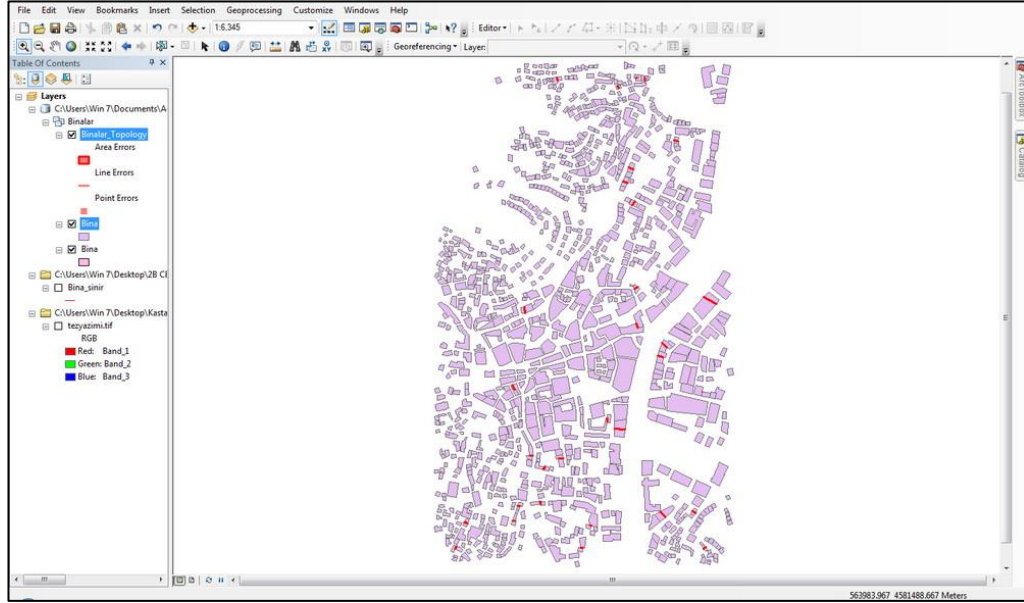 File Edit View Bookmarks Insert Selection Geoprocessing Customize Windows Help
1:6,345 Editor
Georeferencing Layer:
Table Of Contents
Layers
C:\Users\Win 7\Documents\A
Binalar
Binalar_Topology
Area Errors
Line Errors
Point Errors
Bina
Bina
C:\Users\Win 7\Desktop\2B Cl
Bina_sinir
C:\Users\Win 7\Desktop\Kasta
tezyazimi.tif
RGB
Red: Band_1
Green: Band_2
Blue: Band_3
ArcToolbox
Catalog
563983.967 4581488.667 Meters